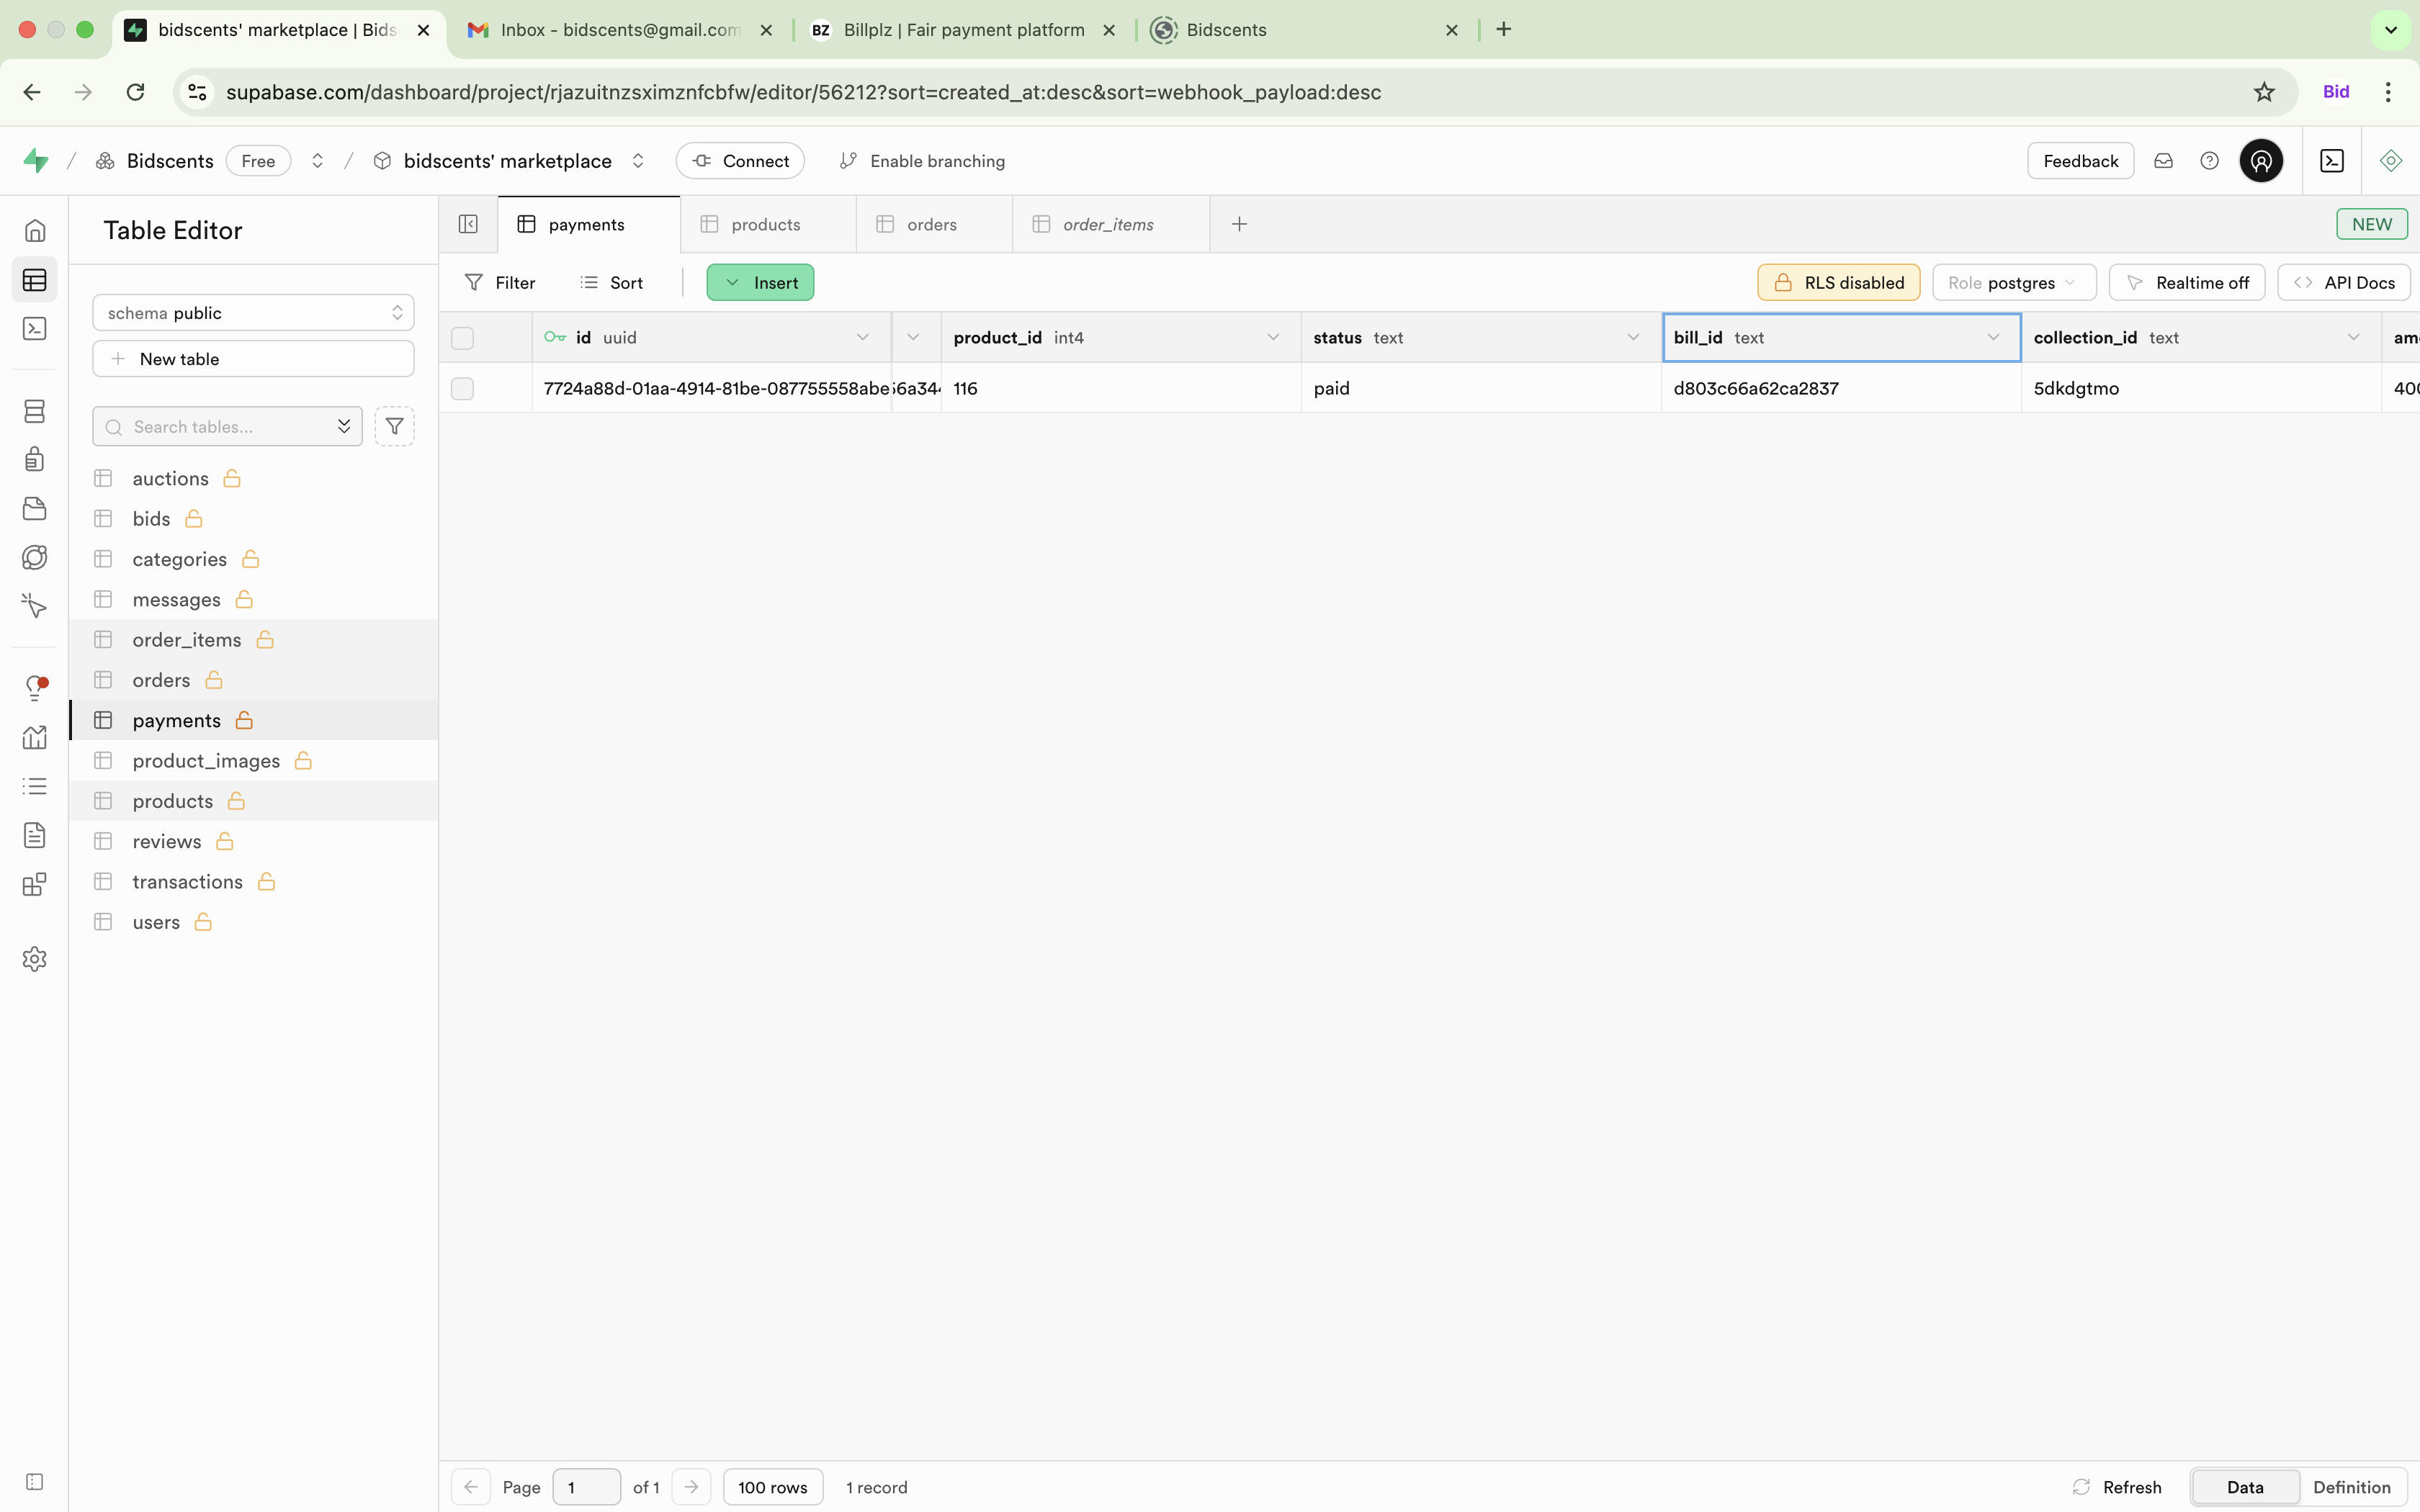 bidscents' marketplace | Bids
Inbox - bidscents@gmail.com
BZ Billplz | Fair payment platform
Bidscents
supabase.com/dashboard/project/rjazuitnzsximznfcbfw/editor/56212?sort=created_at:desc&sort=webhook_payload:desc
Bid
/ Bidscents Free / bidscents' marketplace Connect Enable branching Feedback
Table Editor
payments products orders order_items NEW
Filter Sort Insert RLS disabled Role postgres Realtime off API Docs
schema public
New table
Search tables...
auctions
bids
categories
messages
order_items
orders
payments
product_images
products
reviews
transactions
users
id uuid product_id int4 status text bill_id text collection_id text
7724a88d-01aa-4914-81be-087755558abe 116 paid d803c66a62ca2837 5dkdgtmo
Page 1 of 1 100 rows 1 record Refresh Data Definition